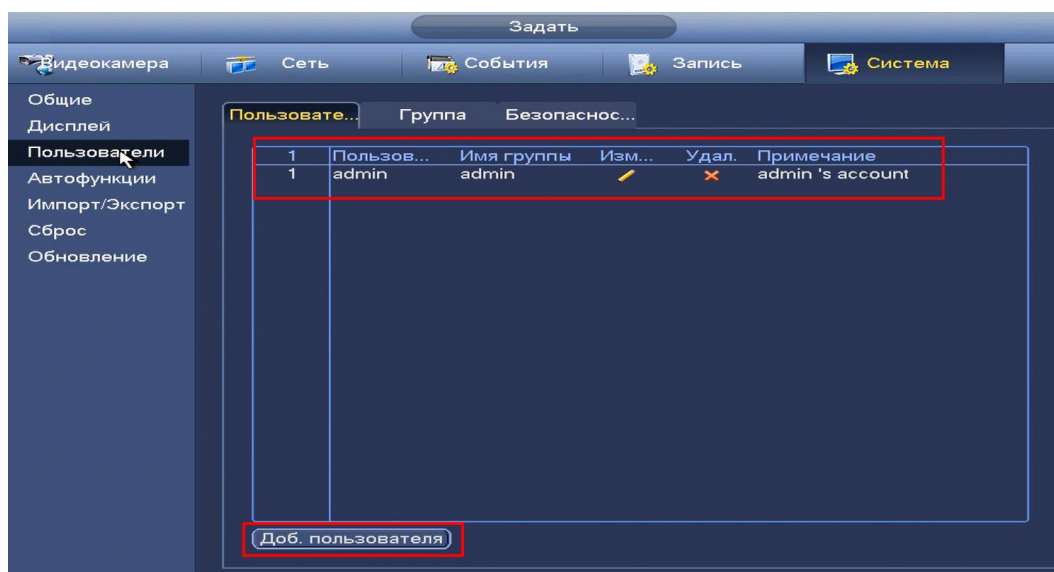 Задать
Видеокамера Сеть События Запись Система
Общие
Дисплей
Пользователи
Автофункции
Импорт/Экспорт
Сброс
Обновление
Пользовате... Группа Безопаснос...
1 Пользов... Имя группы Изм... Удал. Примечание
1 admin admin admin 's account
Доб. пользователя